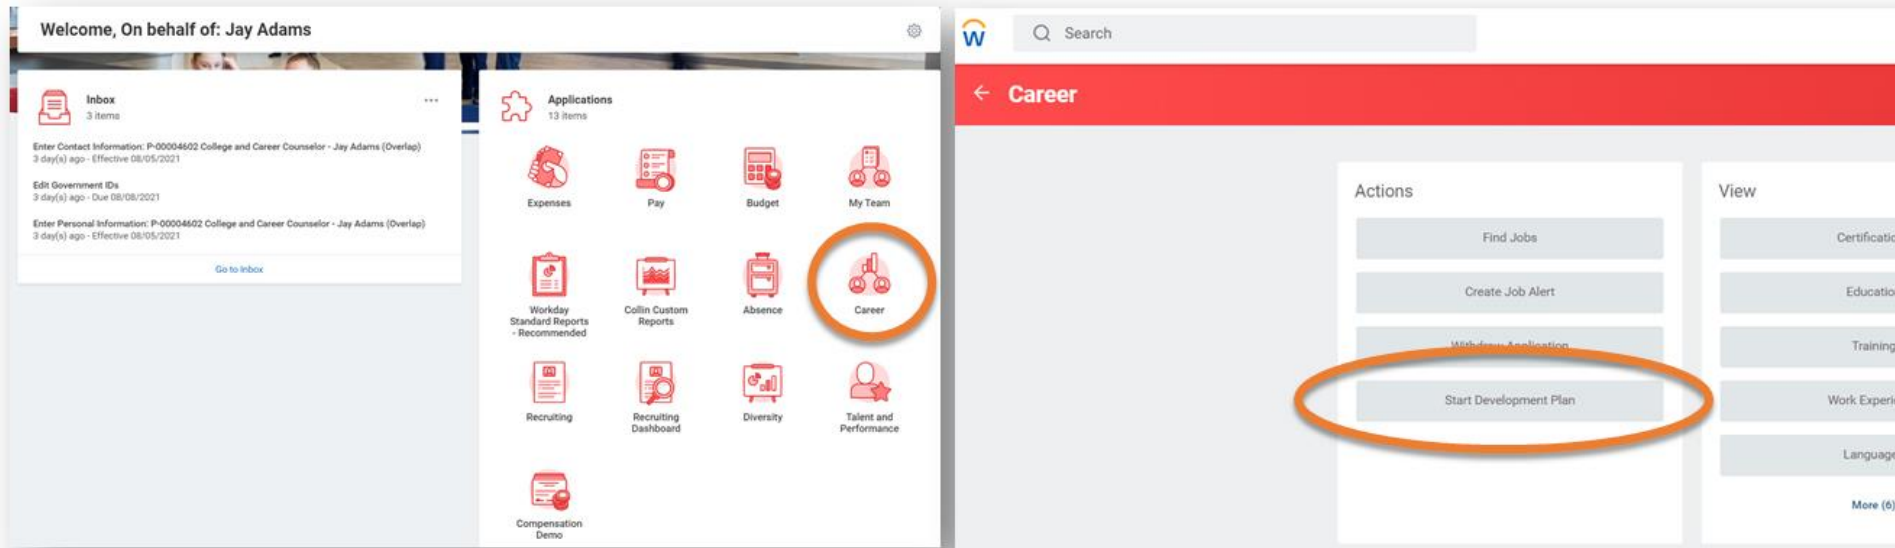 Welcome, On behalf of: Jay Adams
Inbox
3 items
Enter Contact Information: P-00004602 College and Career Counselor - Jay Adams (Overlap)
3 day(s) ago - Effective 08/05/2021
Edit Government IDs
3 day(s) ago - Due 08/08/2021
Enter Personal Information: P-00004602 College and Career Counselor - Jay Adams (Overlap)
3 day(s) ago - Effective 08/05/2021
Go to Inbox
Applications
13 items
Expenses
Pay
Budget
My Team
Workday
Standard Reports
- Recommended
Collin Custom
Reports
Absence
Career
Recruiting
Recruiting
Dashboard
Diversity
Talent and
Performance
Compensation
Demo
W
Search
Career
Actions
Find Jobs
Create Job Alert
Withdraw Application
Start Development Plan
View
Certificatio
Educatio
Training
Work Experi
Language
More (6)